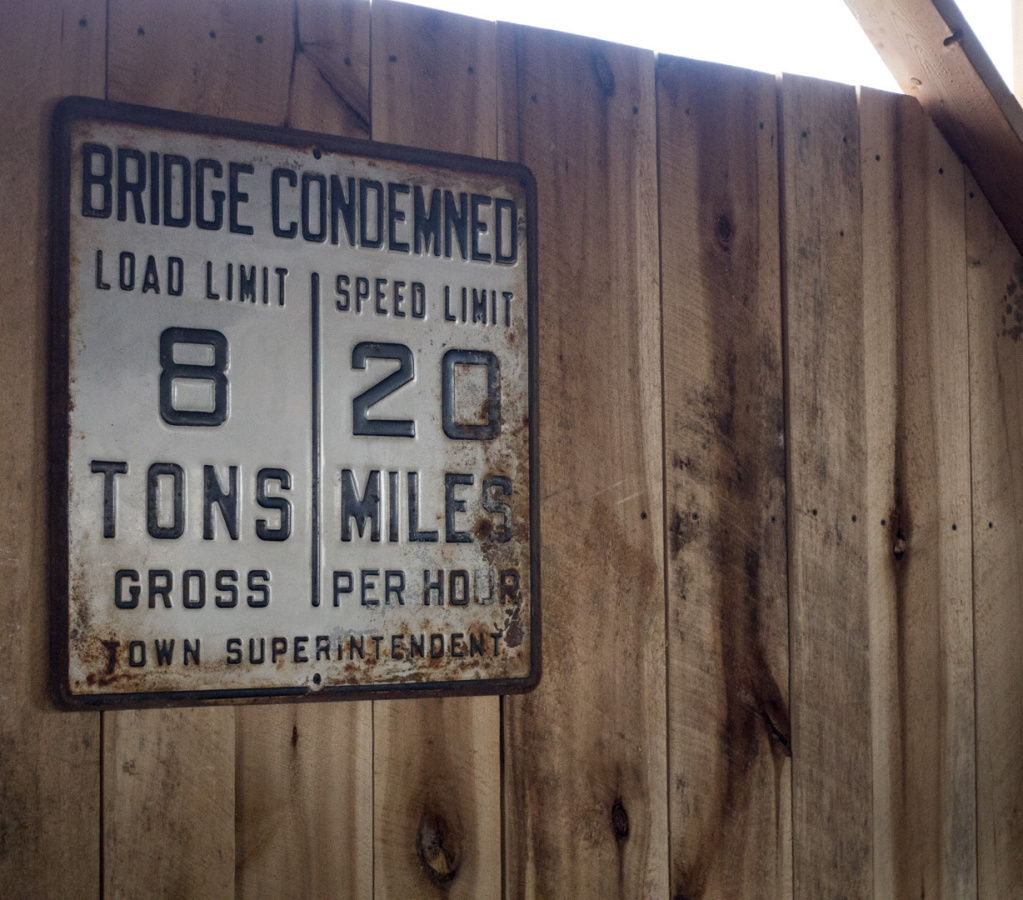 BRIDGE CONDEMNED
LOAD LIMIT
8
TONS
GROSS
SPEED LIMIT
20
MILES
PER HOUR
TOWN SUPERINTENDENT